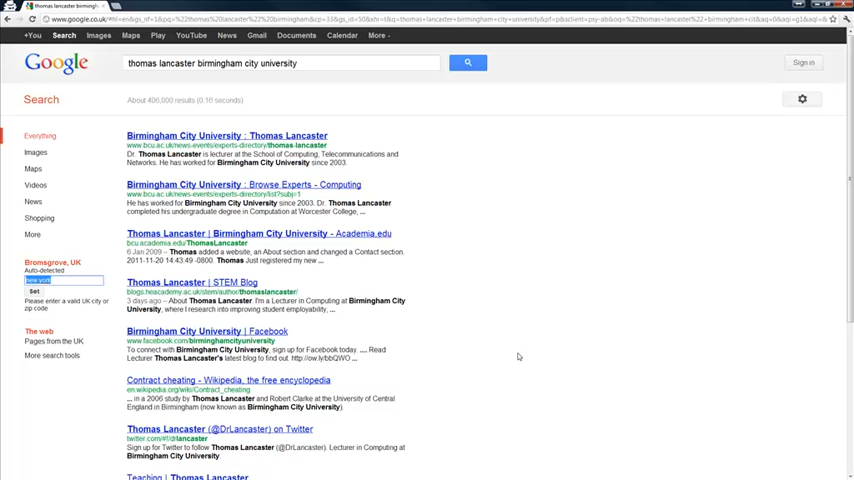 thomas lancaster birmingh
www.google.co.uk/
+You Search Images Maps Play YouTube News Gmail Documents Calendar More
Google
thomas lancaster birmingham city university
Sign in
Search
About 406,000 results (0.16 seconds)
Everything
Images
Maps
Videos
News
Shopping
More
Bromsgrove, UK
Auto-detected
new york
Set
Please enter a valid UK city or
zip code
The web
Pages from the UK
More search tools
Birmingham City University : Thomas Lancaster
www.bcu.ac.uk/news-events/experts-directory/thomas-lancaster
Dr. Thomas Lancaster is lecturer at the School of Computing, Telecommunications and
Networks. He has worked for Birmingham City University since 2003.
Birmingham City University : Browse Experts - Computing
www.bcu.ac.uk/news-events/experts-directory/list?subj=1
He has worked for Birmingham City University since 2003. Dr. Thomas Lancaster
completed his undergraduate degree in Computation at Worcester College, ...
Thomas Lancaster | Birmingham City University - Academia.edu
bcu.academia.edu/ThomasLancaster
6 Jan 2009 – Thomas added a website, an About section and changed a Contact section.
2011-11-20 14:43:49 -0800. Thomas Just registered my new ...
Thomas Lancaster | STEM Blog
blogs.heacademy.ac.uk/stem/author/thomaslancaster/
3 days ago – About Thomas Lancaster. I'm a Lecturer in Computing at Birmingham City
University, where I research into improving student employability, ...
Birmingham City University | Facebook
www.facebook.com/birminghamcityuniversity
To connect with Birmingham City University, sign up for Facebook today. .... Read
Lecturer Thomas Lancaster's latest blog to find out. http://ow.ly/bbQWO ...
Contract cheating - Wikipedia, the free encyclopedia
en.wikipedia.org/wiki/Contract_cheating
... in a 2006 study by Thomas Lancaster and Robert Clarke at the University of Central
England in Birmingham (now known as Birmingham City University).
Thomas Lancaster (@DrLancaster) on Twitter
twitter.com/#!/drlancaster
Sign up for Twitter to follow Thomas Lancaster (@DrLancaster). Lecturer in Computing at
Birmingham City University
Teaching | Thomas Lancaster